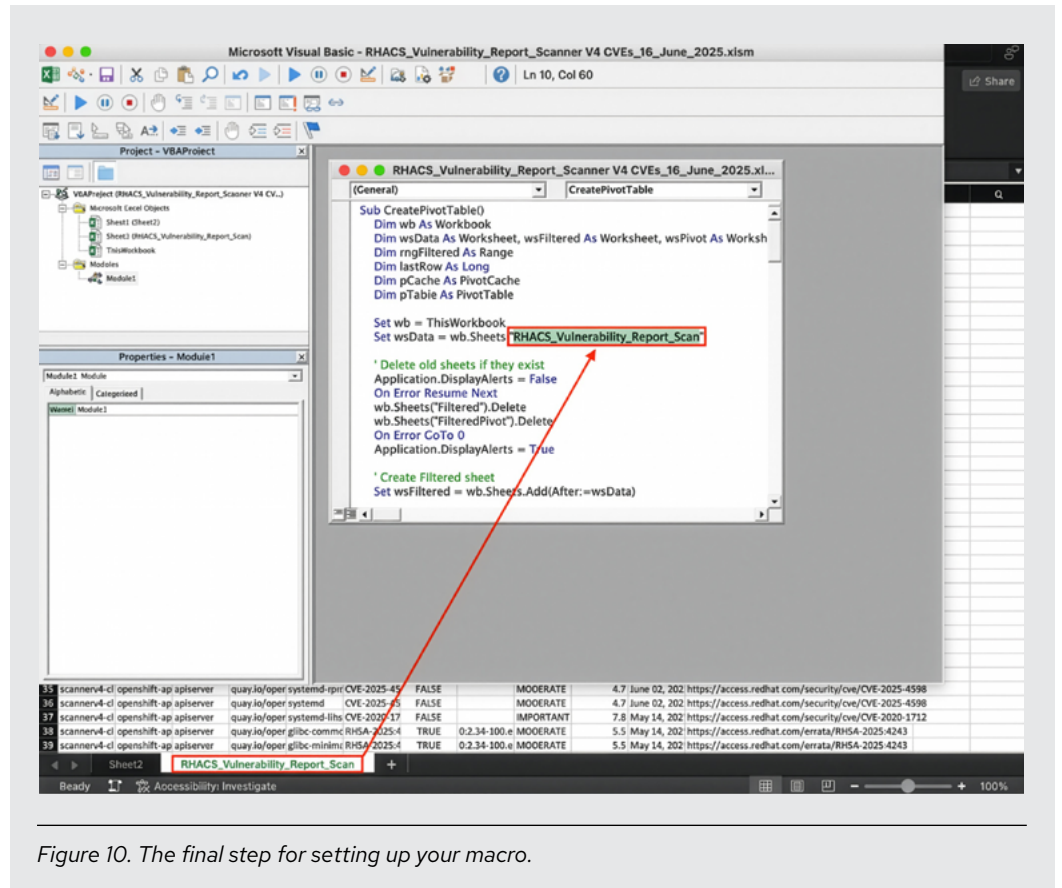 Microsoft Visual Basic - RHACS_Vulnerability_Report_Scanner V4 CVEs_16_June_2025.xlsm
Ln 10, Col 60
Share
Project - VBAProject
VBAProject (RHACS_Vulnerability_Report_Scanner V4 CV...)
Microsoft Excel Objects
Sheet1 (Sheet2)
Sheet2 (RHACS_Vulnerability_Report_Scan)
ThisWorkbook
Modules
Module1
Properties - Module1
Module1 Module
Alphabetic Categorized
Module1
RHACS_Vulnerability_Report_Scanner V4 CVEs_16_June_2025.xl...
(General) CreatePivotTable
Sub CreatePivotTable()
Dim wb As Workbook
Dim wsData As Worksheet, wsFiltered As Worksheet, wsPivot As Worksh
Dim rngFiltered As Range
Dim lastRow As Long
Dim pCache As PivotCache
Dim pTabie As PivotTable
Set wb = ThisWorkbook
Set wsData = wb.Sheets "RHACS_Vulnerability_Report_Scan"
' Delete old sheets if they exist
Application.DisplayAlerts = False
On Error Resume Next
wb.Sheets("Filtered").Delete
wb.Sheets("FilteredPivot").Delete
On Error GoTo 0
Application.DisplayAlerts = True
' Create Filtered sheet
Set wsFiltered = wb.Sheets.Add(After:=wsData)
Q
35 scannerv4-cl openshift-ap apiserver quay.io/oper systemd-rpm CVE-2025-45 FALSE MODERATE 4.7 June 02, 202 https://access.redhat.com/security/cve/CVE-2025-4598
36 scannerv4-cl openshift-ap apiserver quay.io/oper systemd CVE-2025-45 FALSE MODERATE 4.7 June 02, 202 https://access.redhat.com/security/cve/CVE-2025-4598
37 scannerv4-cl openshift-ap apiserver quay.io/oper systemd-libs CVE-2020-17 FALSE IMPORTANT 7.8 May 14, 202 https://access.redhat.com/security/cve/CVE-2020-1712
38 scannerv4-cl openshift-ap apiserver quay.io/oper glibc-commo RHSA-2025:4 TRUE 0:2.34-100.e MODERATE 5.5 May 14, 202 https://access.redhat.com/errata/RHSA-2025:4243
39 scannerv4-cl openshift-ap apiserver quay.io/oper glibc-minima RHSA-2025:4 TRUE 0:2.34-100.e MODERATE 5.5 May 14, 202 https://access.redhat.com/errata/RHSA-2025:4243
Sheet2 RHACS_Vulnerability_Report_Scan +
Ready Accessibility: Investigate 100%
Figure 10. The final step for setting up your macro.